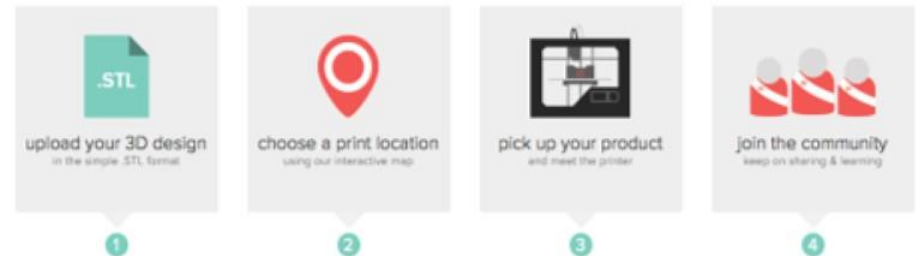 .STL
upload your 3D design
in the simple .STL format
1
choose a print location
using our interactive map
2
pick up your product
and meet the printer
3
join the community
keep on sharing & learning
4